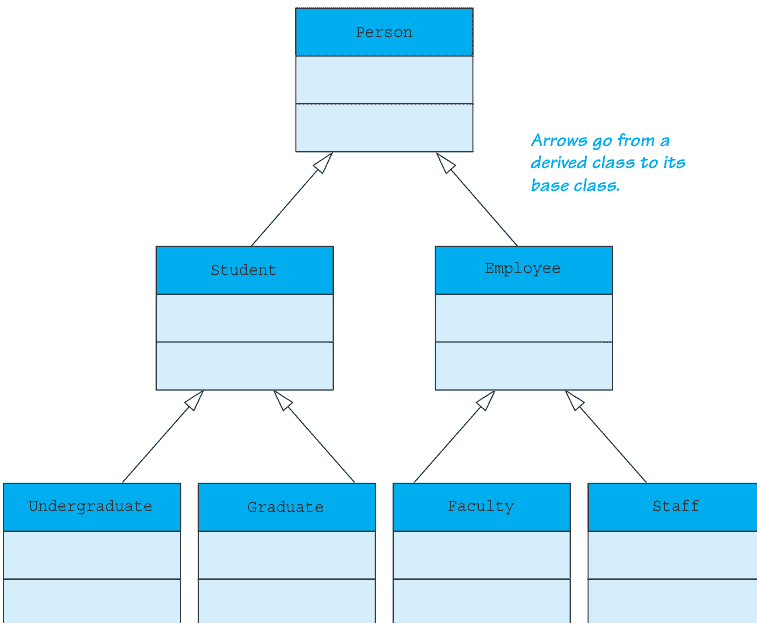 Person
Arrows go from a
derived class to its
base class.
Student
Employee
Undergraduate
Graduate
Faculty
Staff